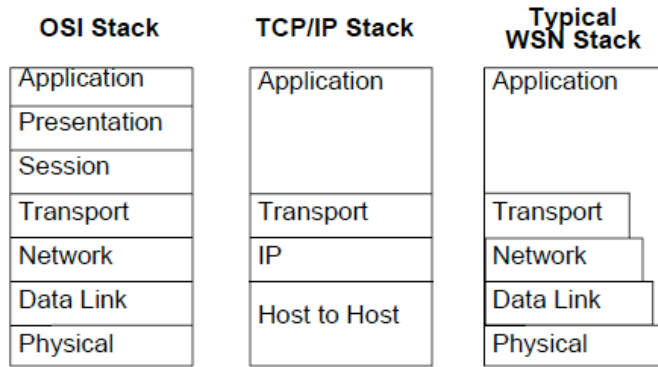 OSI Stack
Application
Presentation
Session
Transport
Network
Data Link
Physical
TCP/IP Stack
Application
Transport
IP
Host to Host
Typical
WSN Stack
Application
Transport
Network
Data Link
Physical